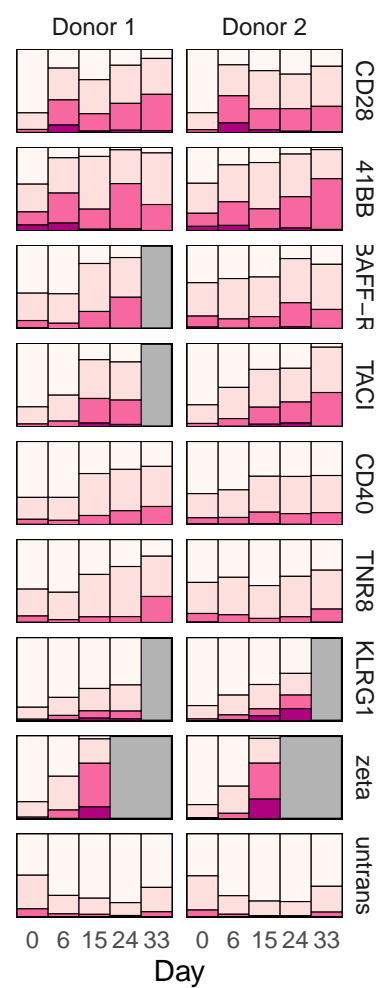 Donor 1 Donor 2
CD28
41BB
BAFF−R
TACI
CD40
TNR8
KLRG1
zeta
untrans
0 6 15 24 33 0 6 15 24 33
Day